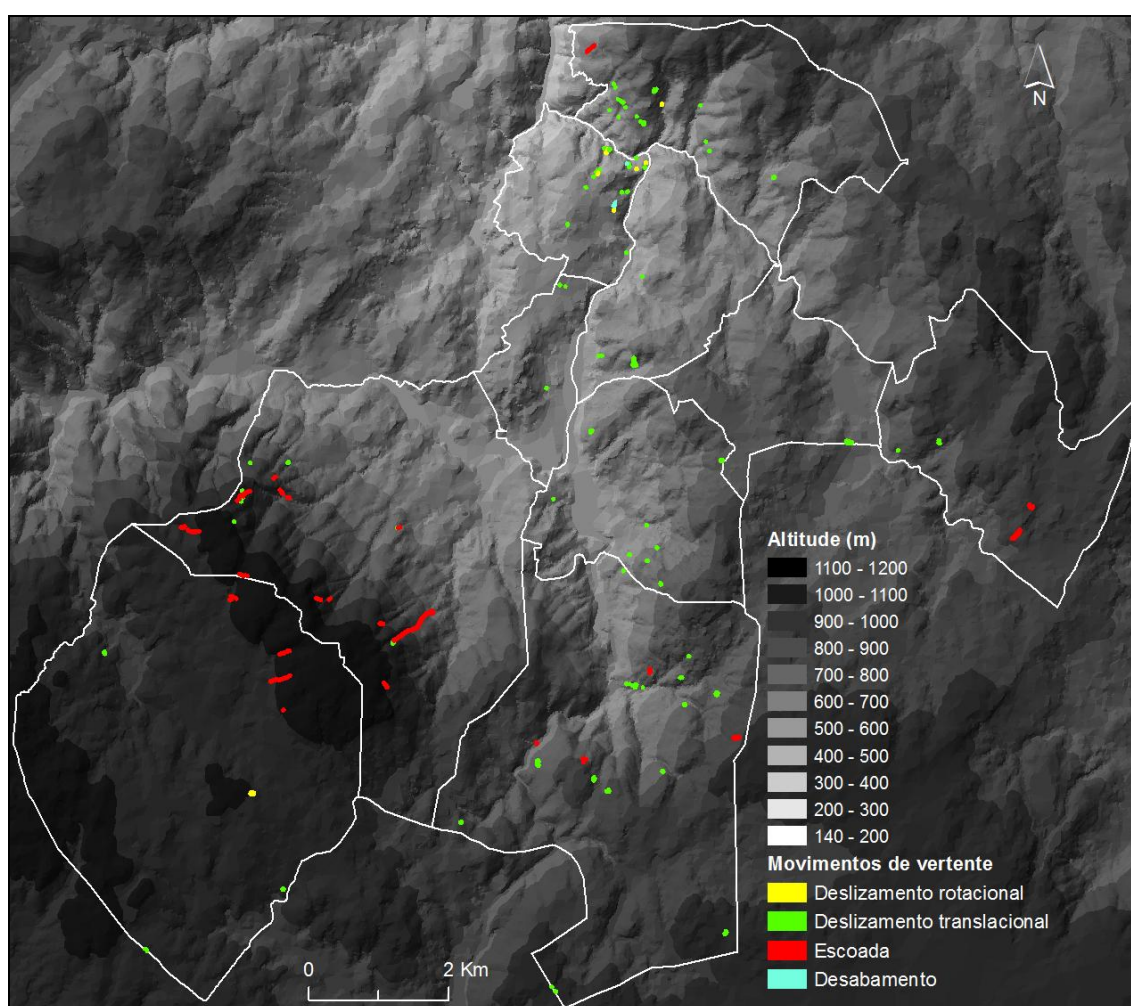 N
Altitude (m)
1100 - 1200
1000 - 1100
900 - 1000
800 - 900
700 - 800
600 - 700
500 - 600
400 - 500
300 - 400
200 - 300
140 - 200
Movimentos de vertente
Deslizamento rotacional
Deslizamento translacional
Escoada
Desabamento
0 2 Km